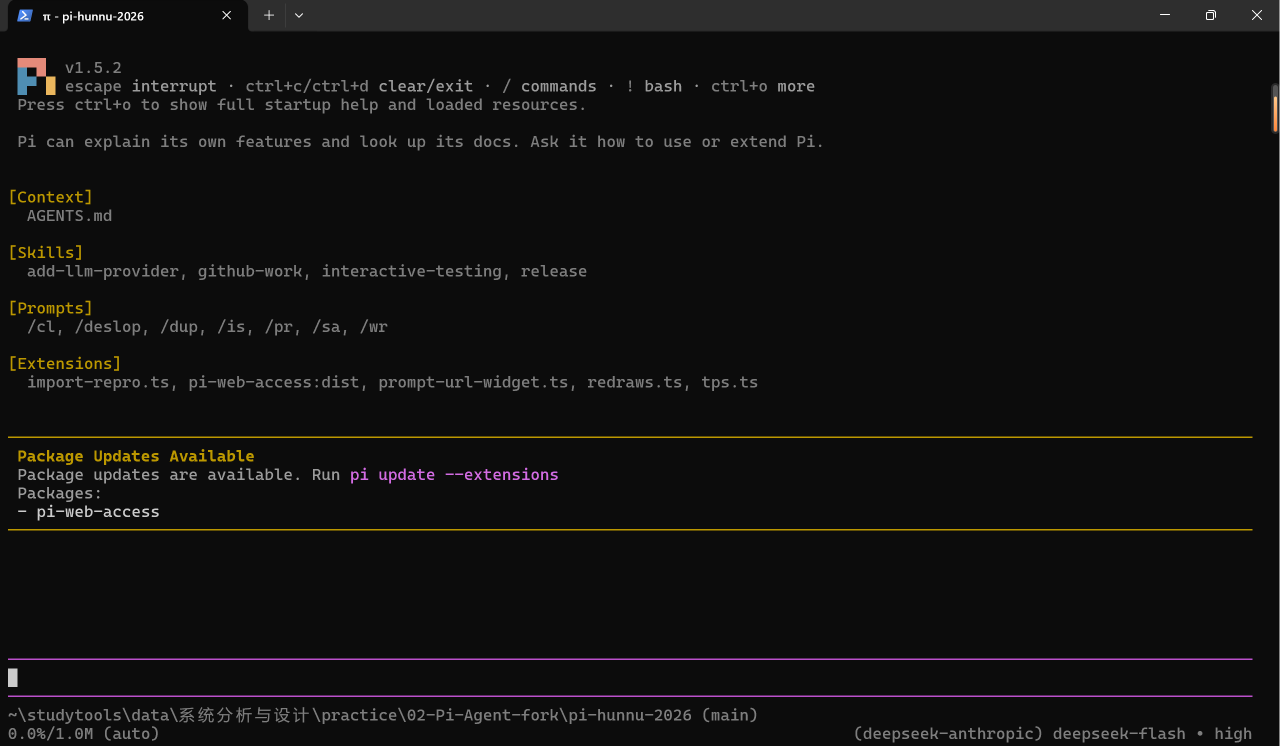 π - pi-hunnu-2026
v1.5.2
escape interrupt · ctrl+c/ctrl+d clear/exit · / commands · ! bash · ctrl+o more
Press ctrl+o to show full startup help and loaded resources.
Pi can explain its own features and look up its docs. Ask it how to use or extend Pi.
[Context]
AGENTS.md
[Skills]
add-llm-provider, github-work, interactive-testing, release
[Prompts]
/cl, /deslop, /dup, /is, /pr, /sa, /wr
[Extensions]
import-repro.ts, pi-web-access:dist, prompt-url-widget.ts, redraws.ts, tps.ts
Package Updates Available
Package updates are available. Run pi update --extensions
Packages:
- pi-web-access
~\studytools\data\系统分析与设计\practice\02-Pi-Agent-fork\pi-hunnu-2026 (main)
0.0%/1.0M (auto) (deepseek-anthropic) deepseek-flash • high